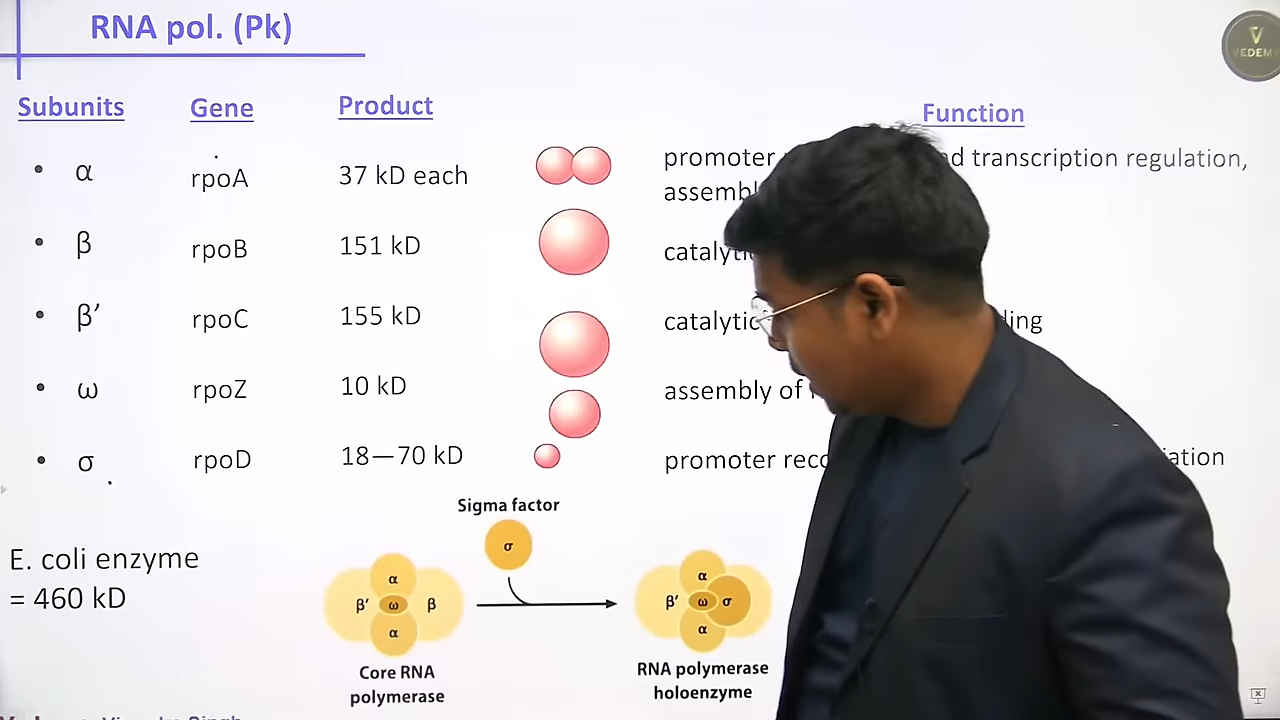 RNA pol. (Pk)
VEDEM
Subunits Gene Product Function
• α rpoA 37 kD each promoter nd transcription regulation,
assembl
• β rpoB 151 kD catalytic
• β’ rpoC 155 kD catalytic ding
• ω rpoZ 10 kD assembly of
• σ rpoD 18—70 kD promoter reco iation
Sigma factor
σ
E. coli enzyme
= 460 kD
α α
β’ ω β β’ ω σ
α α
Core RNA
polymerase
RNA polymerase
holoenzyme